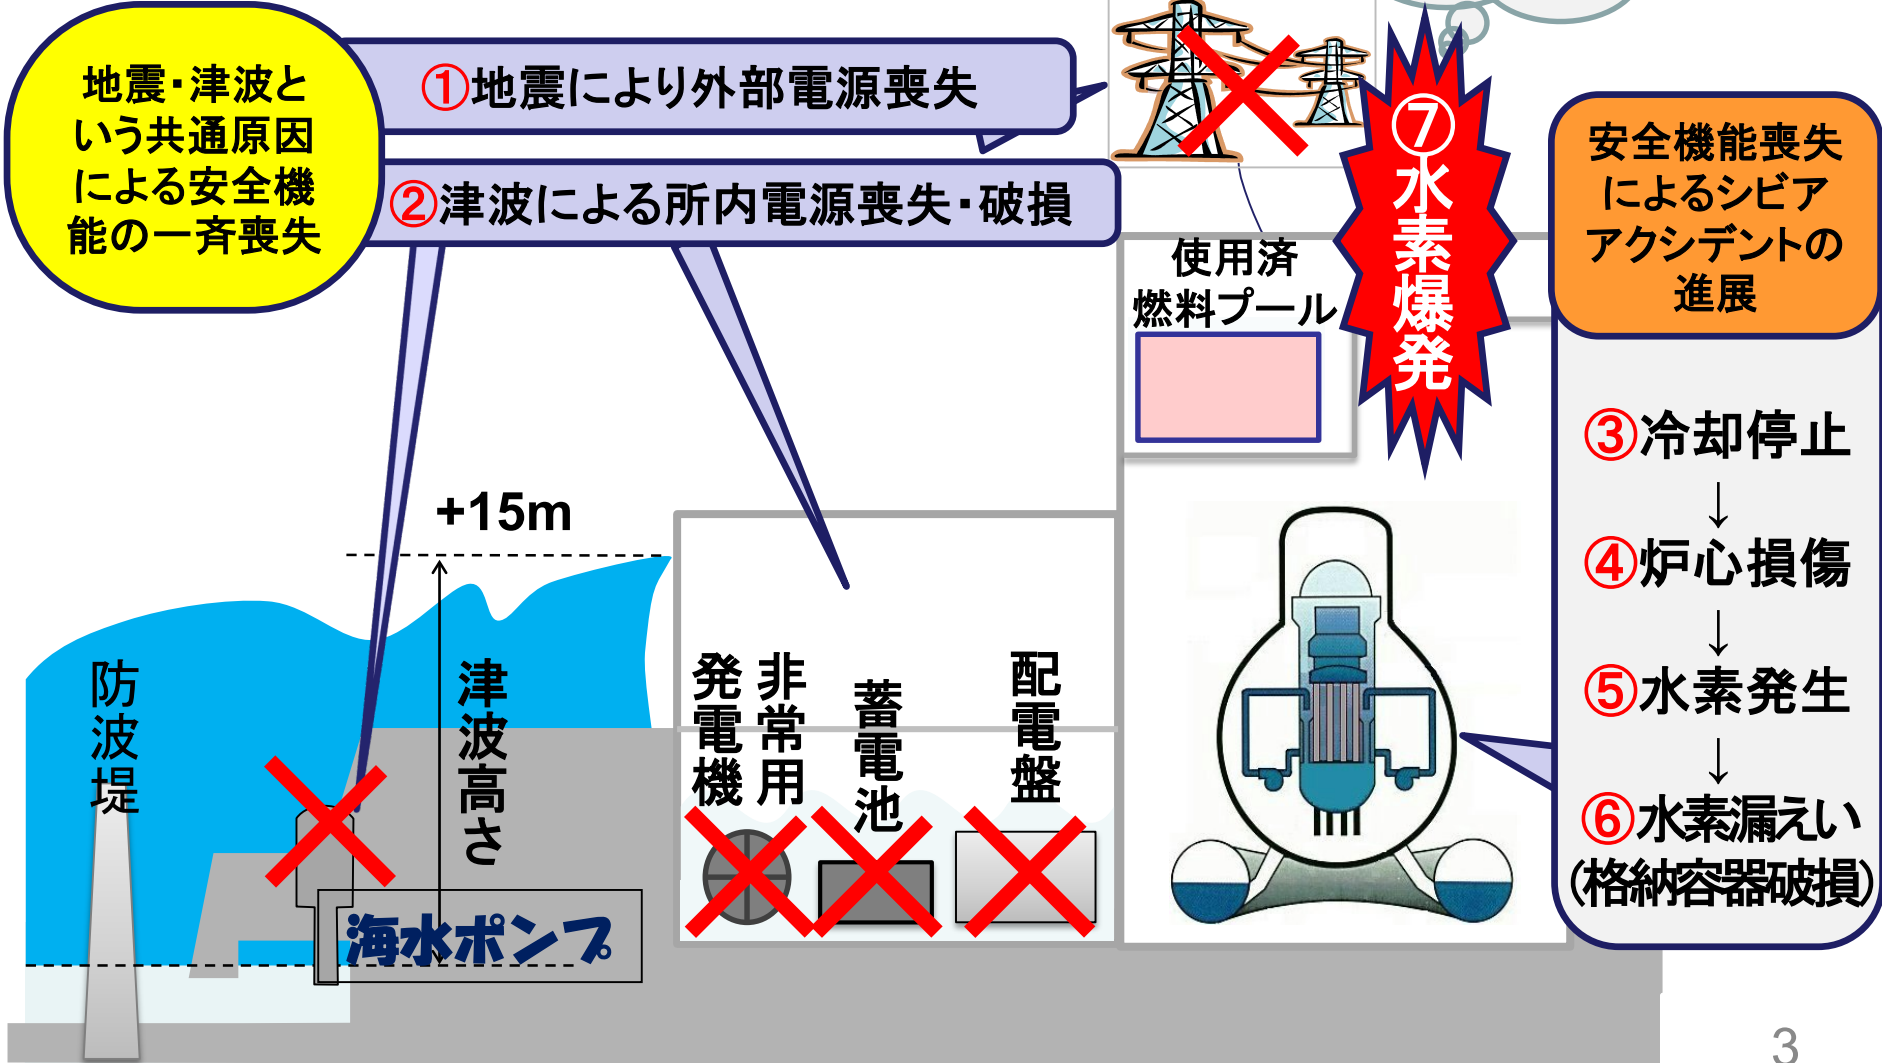 地震・津波と
いう共通原因
による安全機
能の一斉喪失
①地震により外部電源喪失
②津波による所内電源喪失・破損
⑦水素爆発
安全機能喪失
によるシビア
アクシデントの
進展
使用済
燃料プール
③冷却停止
↓
④炉心損傷
↓
⑤水素発生
↓
⑥水素漏えい
(格納容器破損)
+15m
防波堤
津波高さ
非常用
発電機
蓄電池
配電盤
海水ポンプ
3